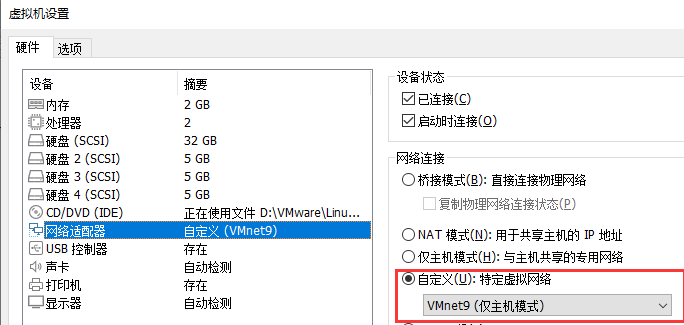 虚拟机设置
硬件 选项
设备 摘要
内存 2 GB
处理器 2
硬盘 (SCSI) 32 GB
硬盘 2 (SCSI) 5 GB
硬盘 3 (SCSI) 5 GB
硬盘 4 (SCSI) 5 GB
CD/DVD (IDE) 正在使用文件 D:\VMware\Linu...
网络适配器 自定义 (VMnet9)
USB 控制器 存在
声卡 自动检测
打印机 存在
显示器 自动检测
设备状态
已连接(C)
启动时连接(O)
网络连接
桥接模式(B): 直接连接物理网络
复制物理网络连接状态(P)
NAT 模式(N): 用于共享主机的 IP 地址
仅主机模式(H): 与主机共享的专用网络
自定义(U): 特定虚拟网络
VMnet9 (仅主机模式)